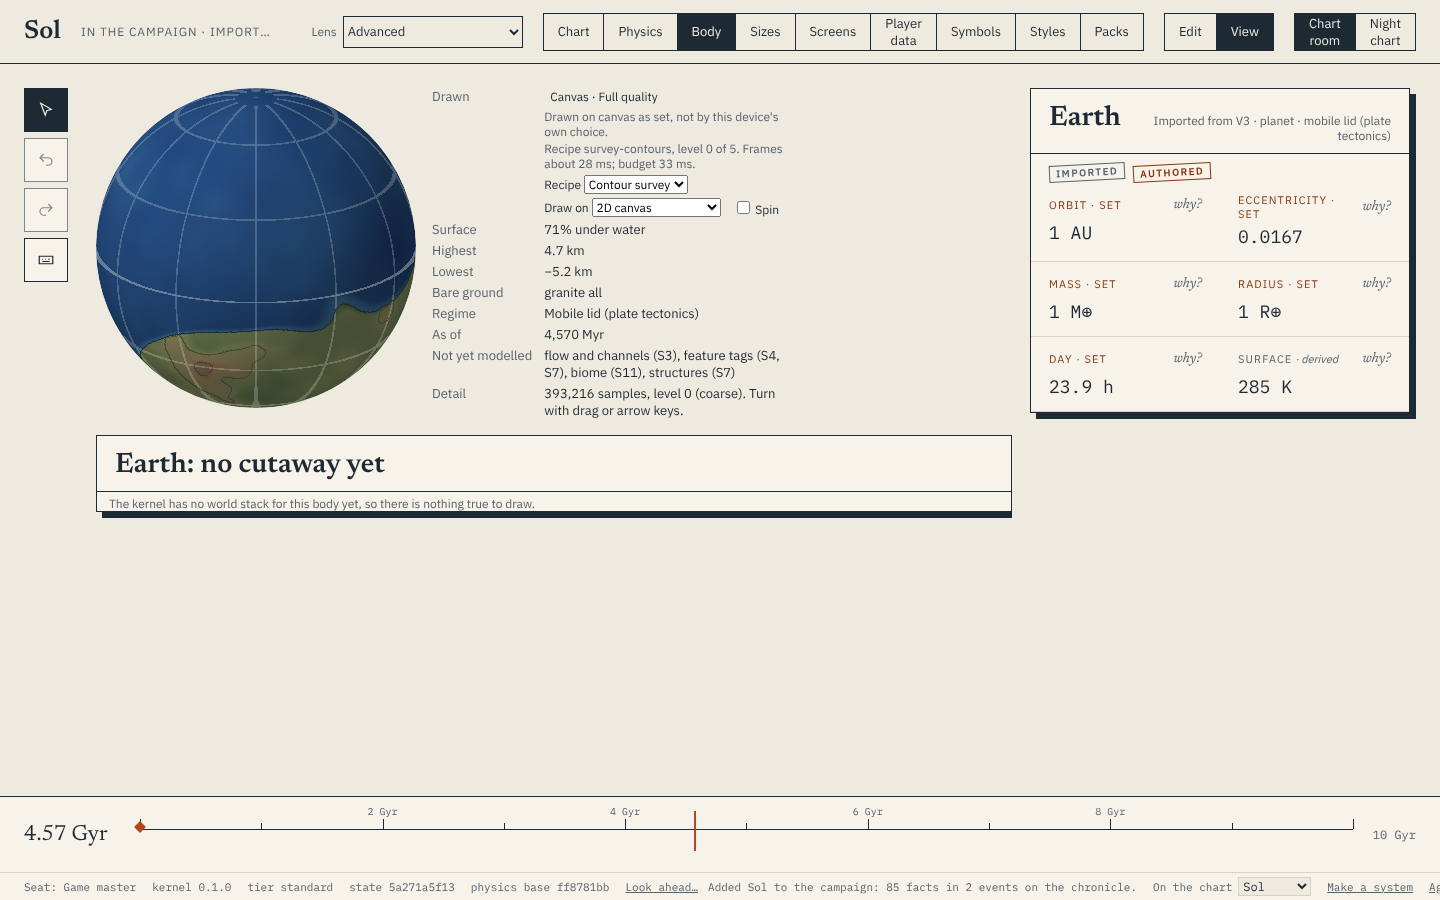 Sol
IN THE CAMPAIGN · IMPORT…
Lens
Advanced
Chart
Physics
Body
Sizes
Screens
Player data
Symbols
Styles
Packs
Edit
View
Chart room
Night chart
Drawn
Canvas · Full quality
Drawn on canvas as set, not by this device's
own choice.
Recipe survey-contours, level 0 of 5. Frames
about 28 ms; budget 33 ms.
Recipe Contour survey
Draw on 2D canvas Spin
Surface 71% under water
Highest 4.7 km
Lowest −5.2 km
Bare ground granite all
Regime Mobile lid (plate tectonics)
As of 4,570 Myr
Not yet modelled flow and channels (S3), feature tags (S4,
S7), biome (S11), structures (S7)
Detail 393,216 samples, level 0 (coarse). Turn
with drag or arrow keys.
Earth
Imported from V3 · planet · mobile lid (plate
tectonics)
IMPORTED AUTHORED
ORBIT · SET why?
1 AU
ECCENTRICITY ·
SET why?
0.0167
MASS · SET why?
1 M⊕
RADIUS · SET why?
1 R⊕
DAY · SET why?
23.9 h
SURFACE · derived why?
285 K
Earth: no cutaway yet
The kernel has no world stack for this body yet, so there is nothing true to draw.
4.57 Gyr
2 Gyr
4 Gyr
6 Gyr
8 Gyr
10 Gyr
Seat: Game master kernel 0.1.0 tier standard state 5a271a5f13 physics base ff8781bb Look ahead… Added Sol to the campaign: 85 facts in 2 events on the chronicle. On the chart Sol Make a system